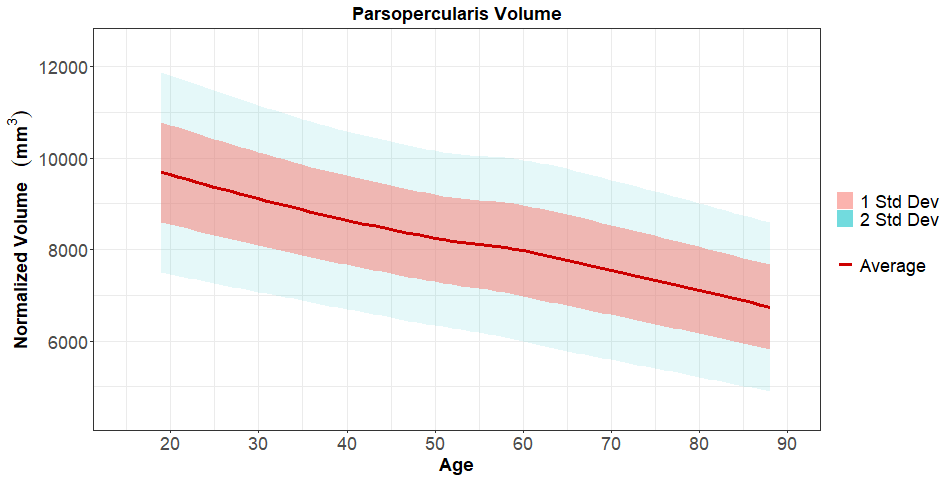 Parsopercularis Volume
Normalized Volume (mm³)
12000
10000
8000
6000
20 30 40 50 60 70 80 90
Age
1 Std Dev
2 Std Dev
Average